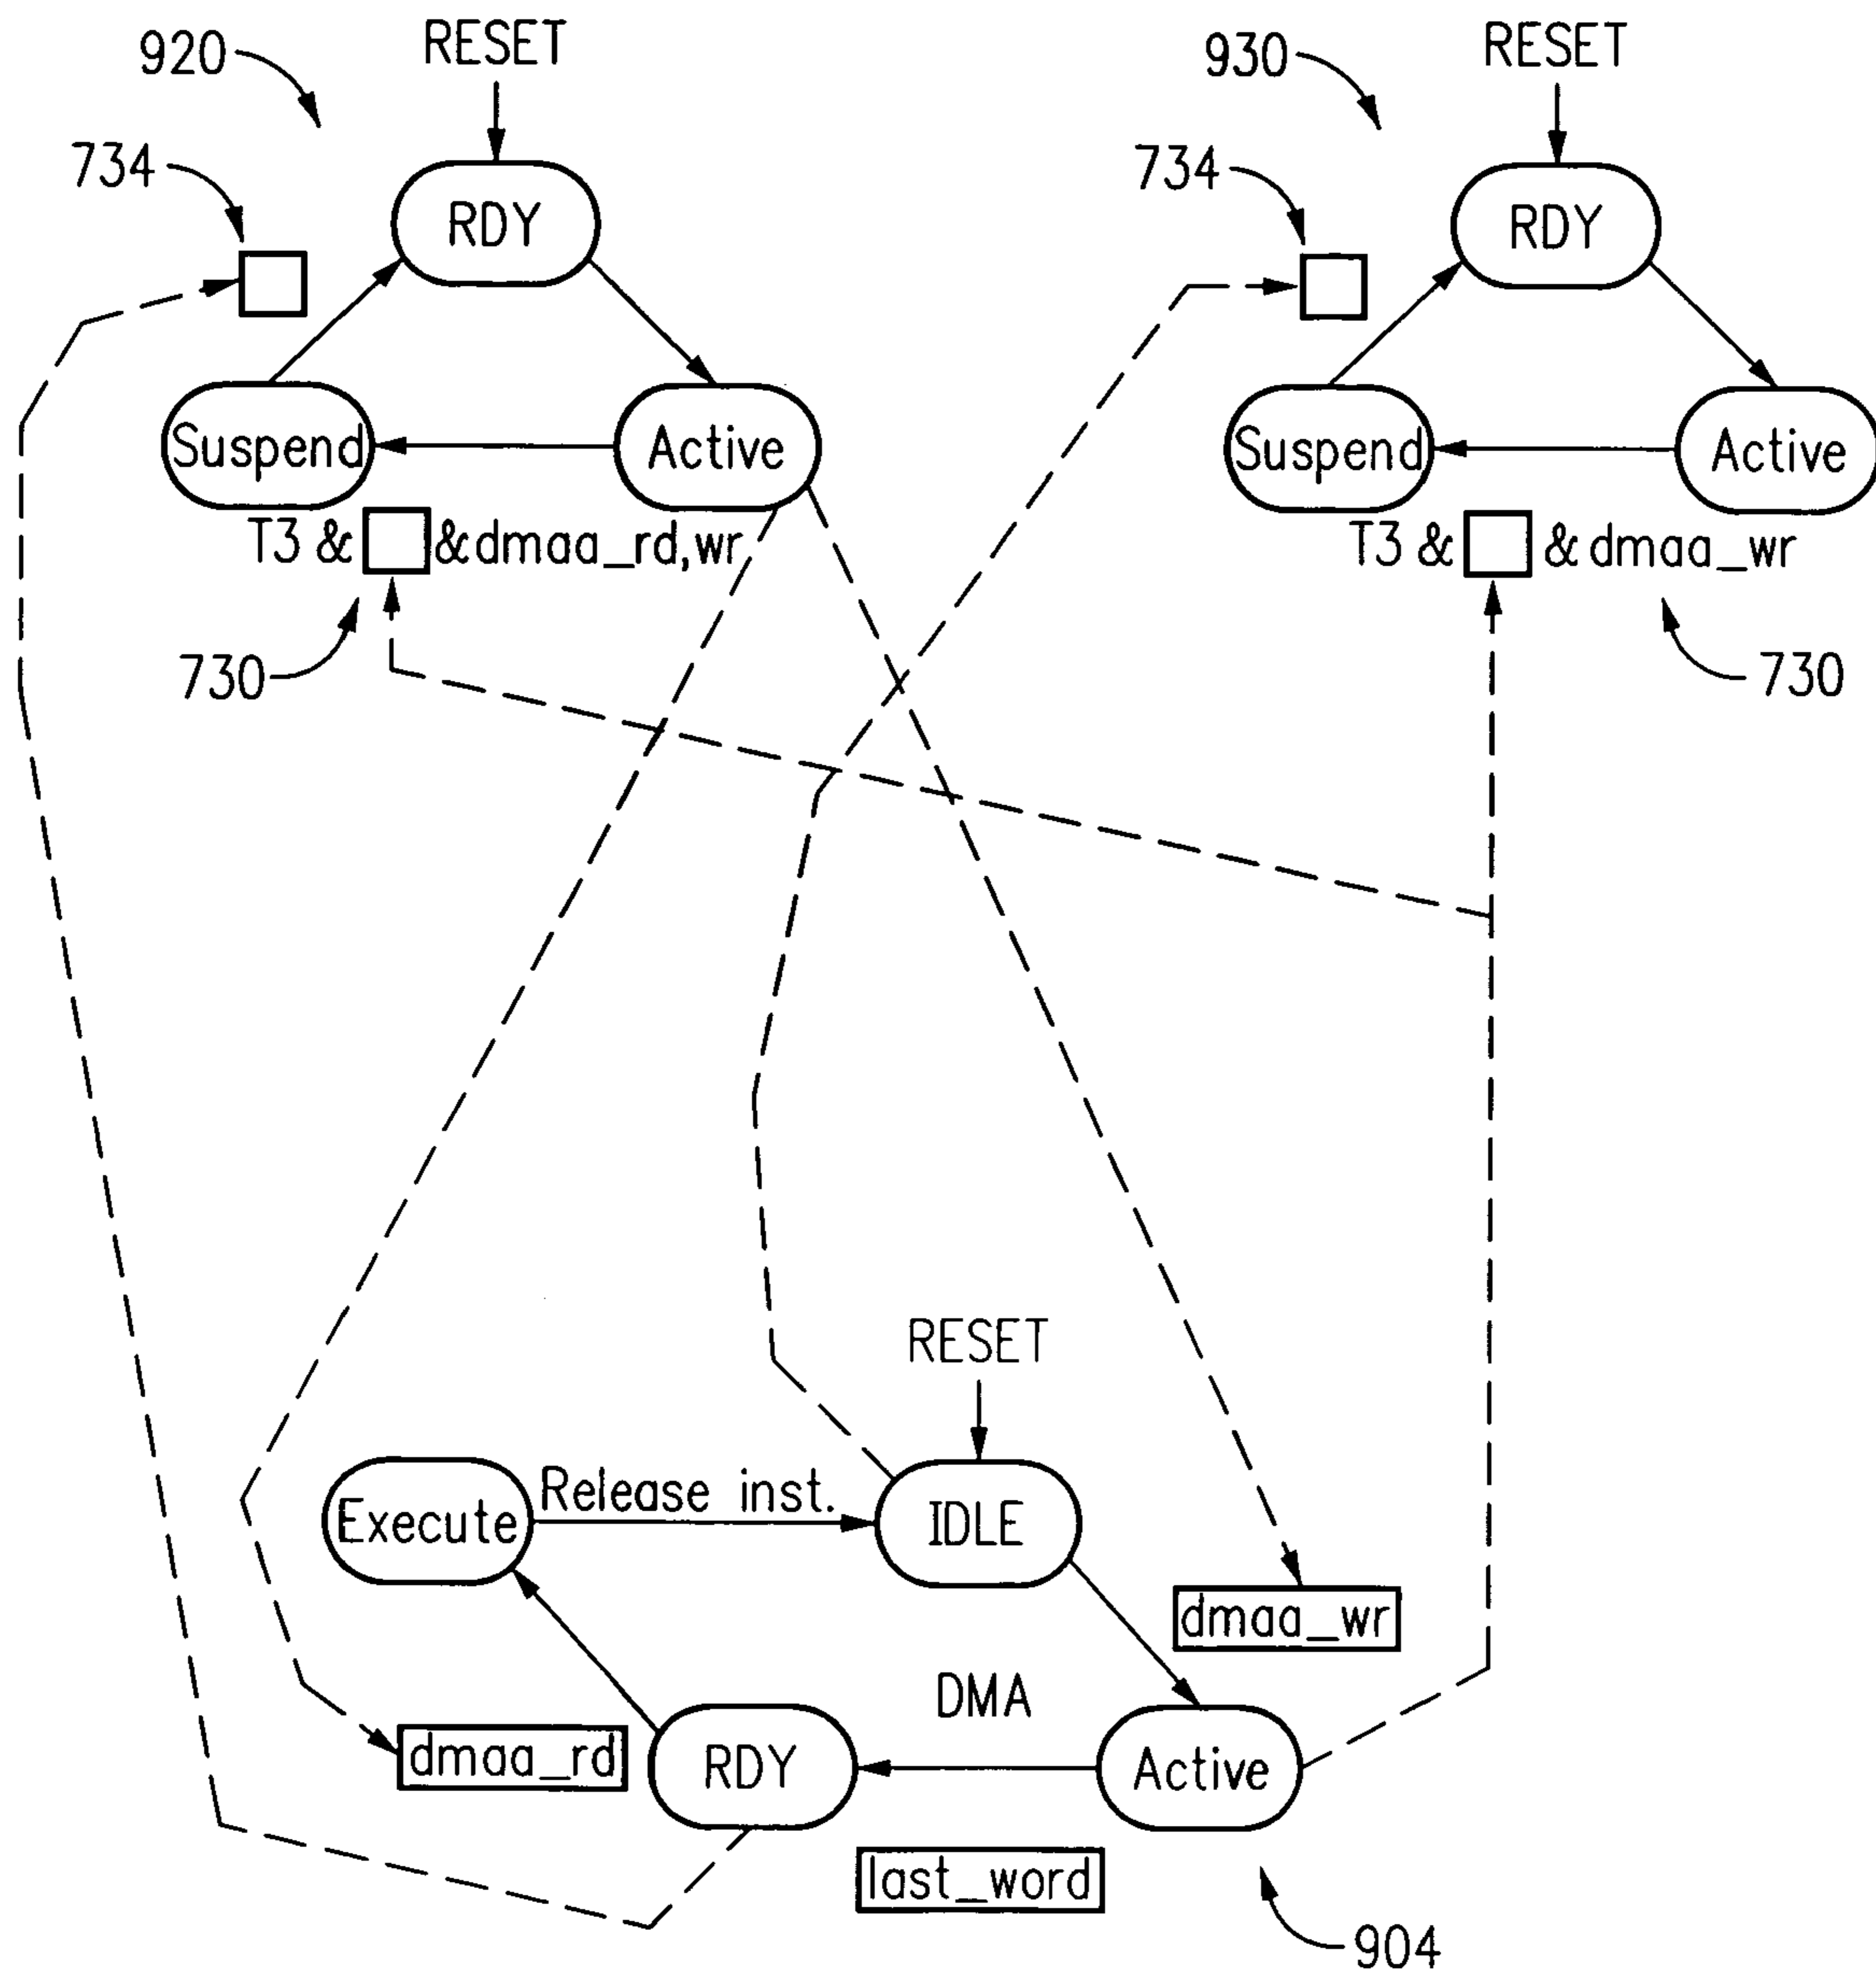 920
RESET
930
RESET
734
734
RDY
RDY
Suspend
Active
Suspend
Active
T3 & &dmaa_rd,wr
T3 & & dmaa_wr
730
730
RESET
Execute
Release inst.
IDLE
dmaa_wr
DMA
dmaa_rd
RDY
Active
last_word
904